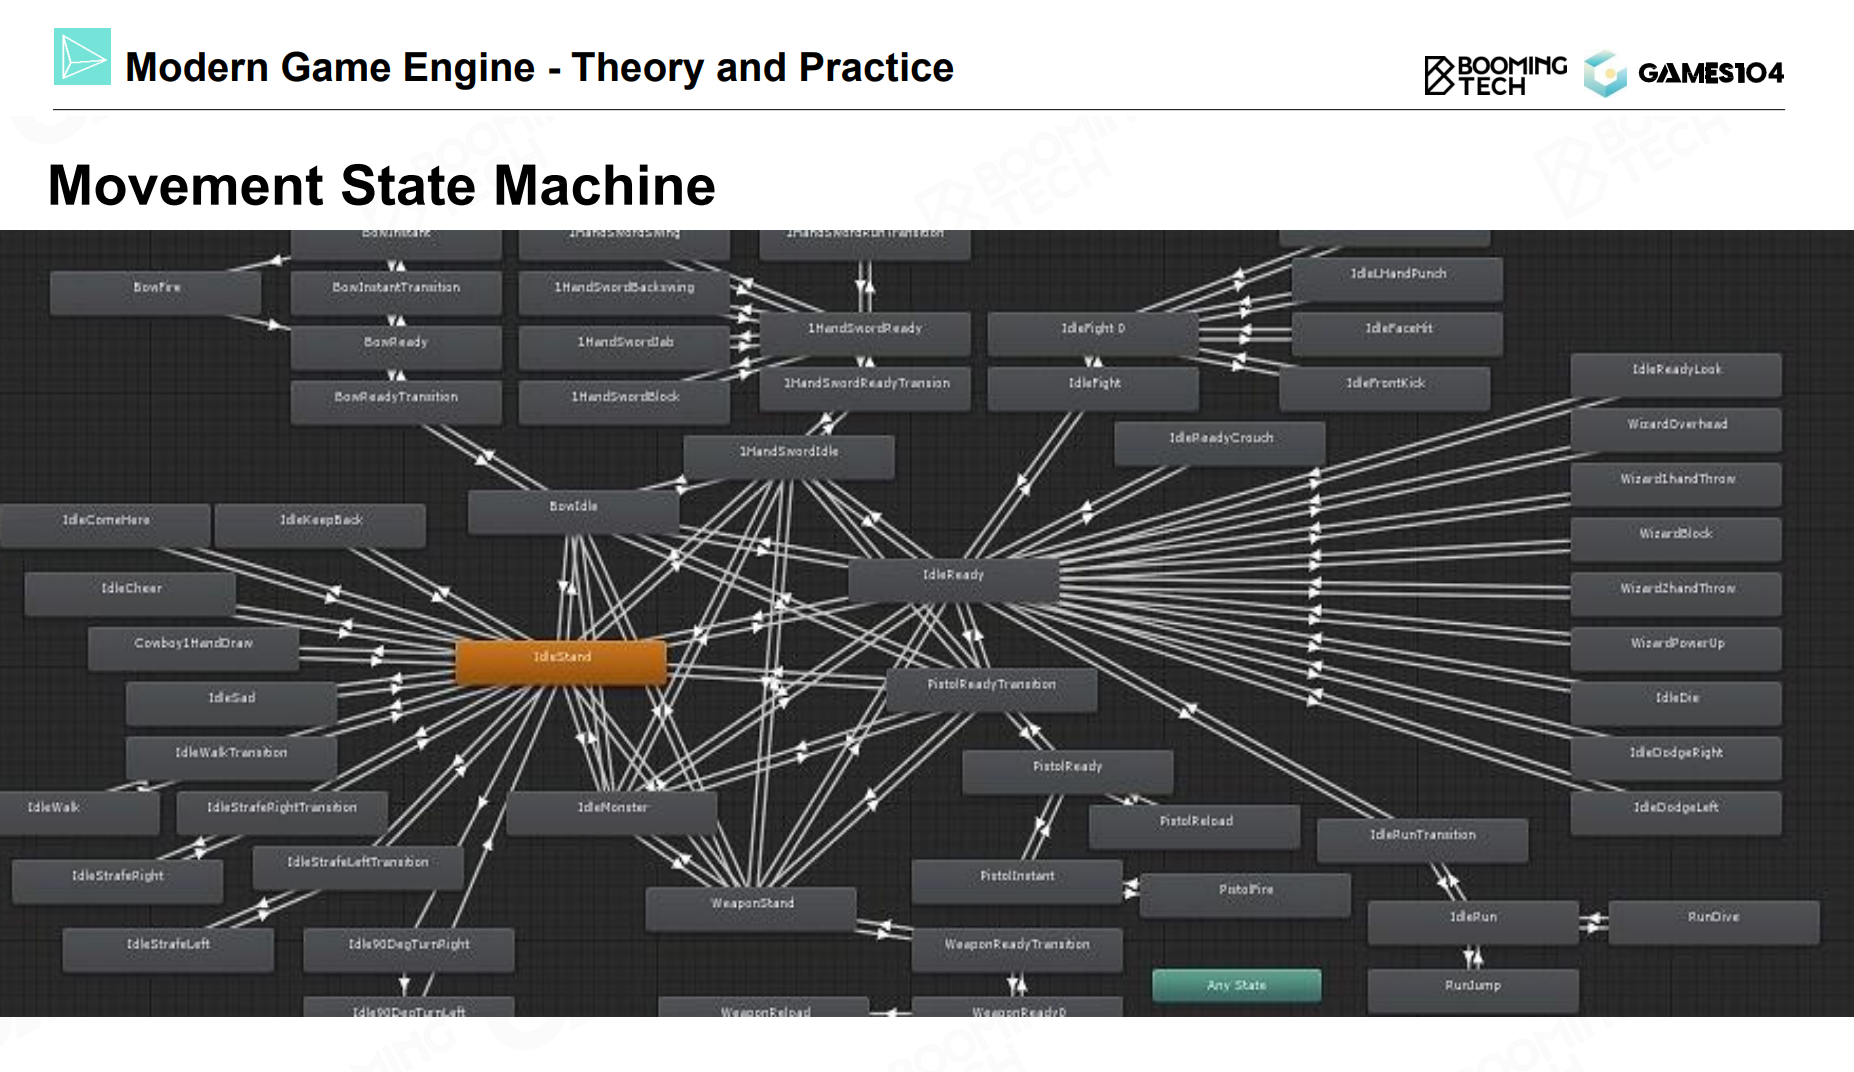 Modern Game Engine - Theory and Practice
BOOMING
TECH
GAMES104
Movement State Machine
BowInstant
1HandSwordSwing
1HandSwordRunTransition
BowFire
BowInstantTransition
1HandSwordBackswing
IdleLHandPunch
BowReady
1HandSwordJab
1HandSwordReady
IdleFight 0
IdleFaceHit
BowReadyTransition
1HandSwordBlock
1HandSwordReadyTransion
IdleFight
IdleFrontKick
IdleReadyLook
WizardOverhead
1HandSwordIdle
IdleReadyCrouch
Wizard1handThrow
IdleComeHere
IdleKeepBack
BowIdle
WizardBlock
IdleCheer
IdleReady
Wizard2handThrow
Cowboy1HandDraw
IdleStand
WizardPowerUp
IdleSad
PistolReadyTransition
IdleDie
IdleWalkTransition
PistolReady
IdleDodgeRight
IdleWalk
IdleStrafeRightTransition
IdleMonster
PistolReload
IdleDodgeLeft
IdleRunTransition
IdleStrafeRight
IdleStrafeLeftTransition
PistolInstant
PistolFire
WeaponStand
IdleRun
RunDive
IdleStrafeLeft
Idle90DegTurnRight
WeaponReadyTransition
Any State
RunJump
Idle90DegTurnLeft
WeaponReload
WeaponReady0